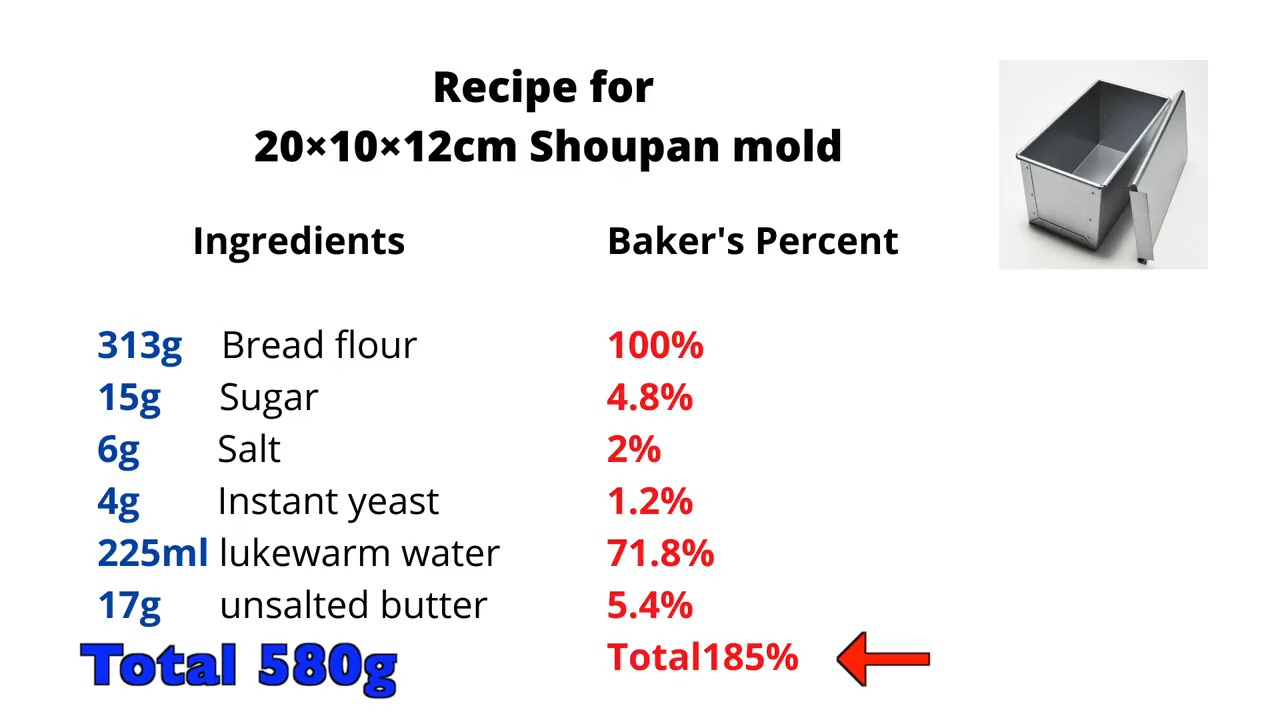 Recipe for
20×10×12cm Shoupan mold
Ingredients Baker's Percent
313g Bread flour 100%
15g Sugar 4.8%
6g Salt 2%
4g Instant yeast 1.2%
225ml lukewarm water 71.8%
17g unsalted butter 5.4%
Total 580g Total185%